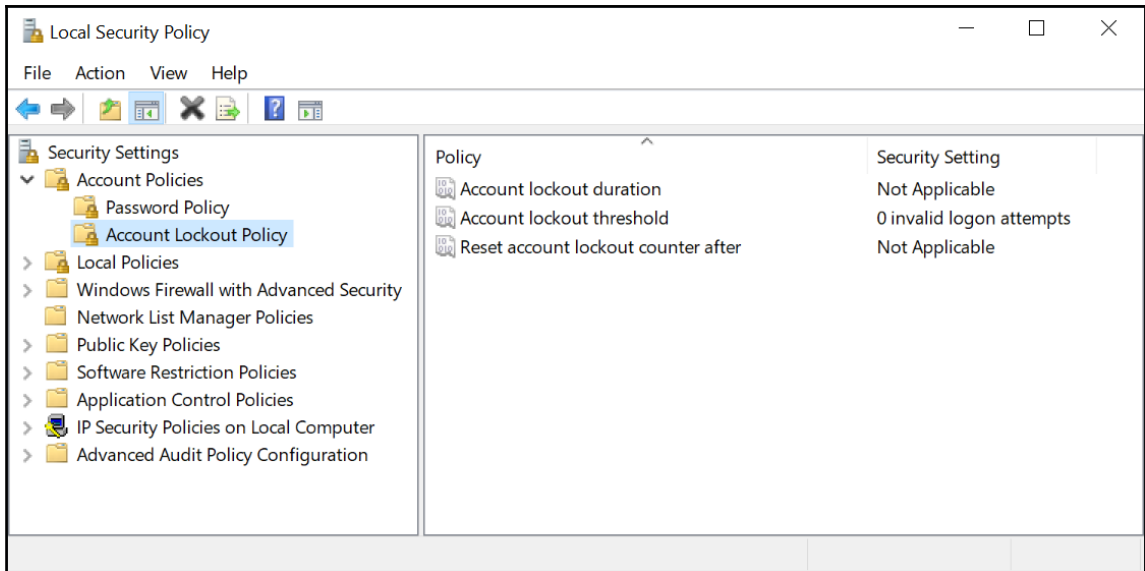 Local Security Policy
File Action View Help
Security Settings
Account Policies
Password Policy
Account Lockout Policy
Local Policies
Windows Firewall with Advanced Security
Network List Manager Policies
Public Key Policies
Software Restriction Policies
Application Control Policies
IP Security Policies on Local Computer
Advanced Audit Policy Configuration
Policy Security Setting
Account lockout duration Not Applicable
Account lockout threshold 0 invalid logon attempts
Reset account lockout counter after Not Applicable